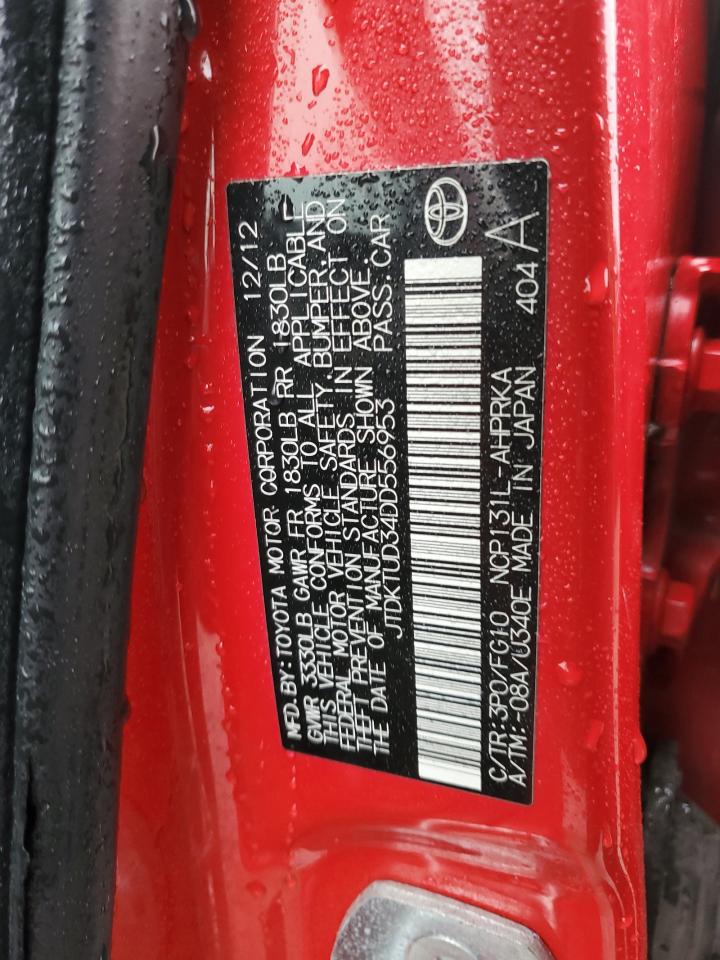 MFD. BY: TOYOTA MOTOR CORPORATION 12/12
GVWR 3330LB GAWR FR 1830LB RR 1830LB
THIS VEHICLE CONFORMS TO ALL APPLICABLE
FEDERAL MOTOR VEHICLE SAFETY, BUMPER AND
THEFT PREVENTION STANDARDS IN EFFECT ON
THE DATE OF MANUFACTURE SHOWN ABOVE.
JTDKTUD34DD556953 PASS.CAR
C/TR:3P0/FG10 NCP131L-AHPRKA 404
A/TM:-08A/U340E MADE IN JAPAN A